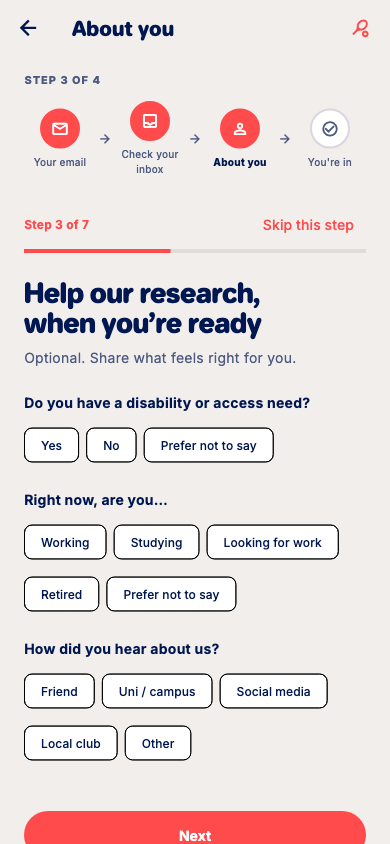 About you
STEP 3 OF 4
Your email
Check your
inbox
About you
You're in
Step 3 of 7
Skip this step
Help our research,
when you're ready
Optional. Share what feels right for you.
Do you have a disability or access need?
Yes
No
Prefer not to say
Right now, are you...
Working
Studying
Looking for work
Retired
Prefer not to say
How did you hear about us?
Friend
Uni / campus
Social media
Local club
Other
Next